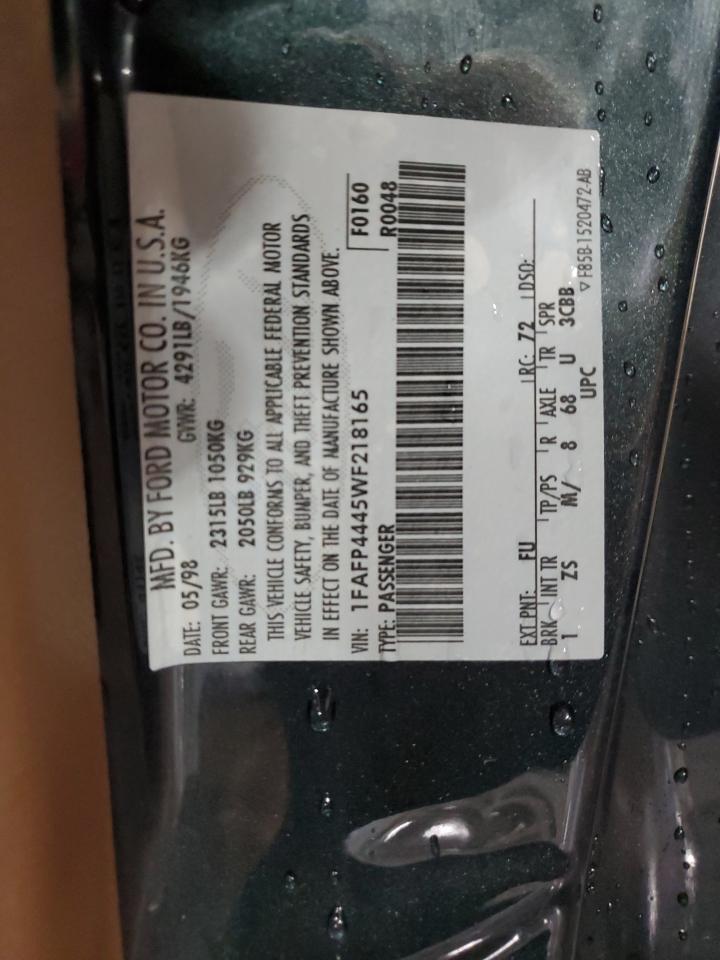 MFD. BY FORD MOTOR CO. IN U.S.A.
DATE: 05/98 GVWR: 4291LB/1946KG
FRONT GAWR: 2315LB 1050KG
REAR GAWR: 2050LB 929KG
THIS VEHICLE CONFORMS TO ALL APPLICABLE FEDERAL MOTOR
VEHICLE SAFETY, BUMPER, AND THEFT PREVENTION STANDARDS
IN EFFECT ON THE DATE OF MANUFACTURE SHOWN ABOVE.
VIN: 1FAFP4445WF218165 F0160
TYPE: PASSENGER R0048
EXT PNT: FU RC: 72 DSO:
BRK INT TR TP/PS R AXLE TR SPR
1 ZS M/ 8 68 U 3CBB
UPC
▽ F85B-1520472-AB